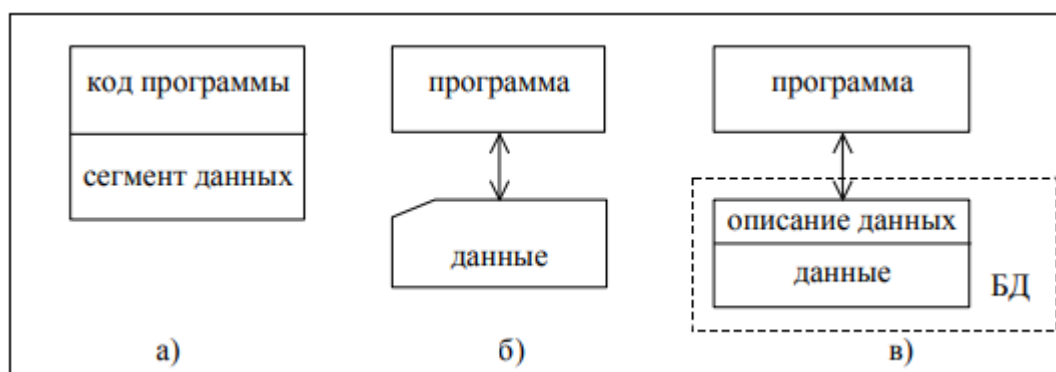 код программы
сегмент данных
а)
программа
данные
б)
программа
описание данных
данные
БД
в)